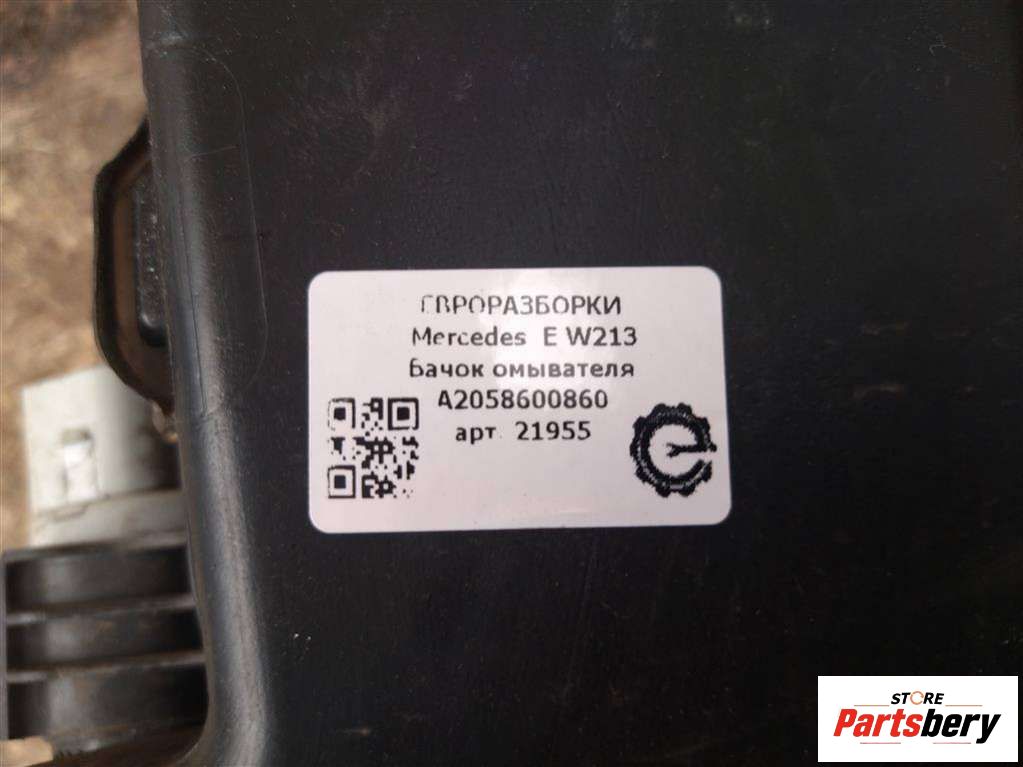 ЕВРОРАЗБОРКИ
Mercedes E W213
Бачок омывателя
A2058600860
арт. 21955
STORE
Partsbery